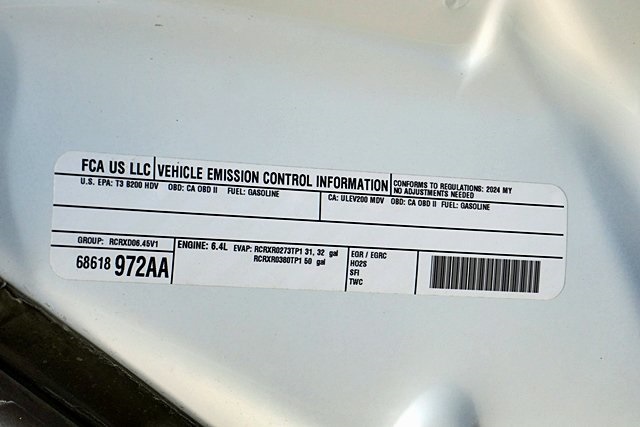 FCA US LLC VEHICLE EMISSION CONTROL INFORMATION CONFORMS TO REGULATIONS: 2024 MY
NO ADJUSTMENTS NEEDED
U.S. EPA: T3 B200 HDV OBD: CA OBD II FUEL: GASOLINE CA: ULEV200 MDV OBD: CA OBD II FUEL: GASOLINE
GROUP: RCRXD06.45V1
68618 972AA
ENGINE: 6.4L EVAP: RCRXR0273TP1 31, 32 gal
RCRXR0380TP1 50 gal
EGR / EGRC
HO2S
SFI
TWC